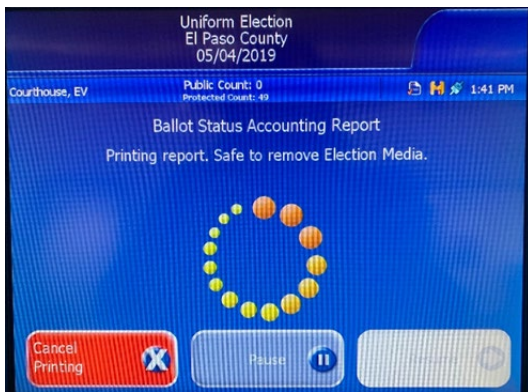 Uniform Election
El Paso County
05/04/2019
Courthouse, EV
Public Count: 0
1:41 PM
Protected Count: 49
Ballot Status Accounting Report
Printing report. Safe to remove Election Media.
Cancel
Printing
Pause